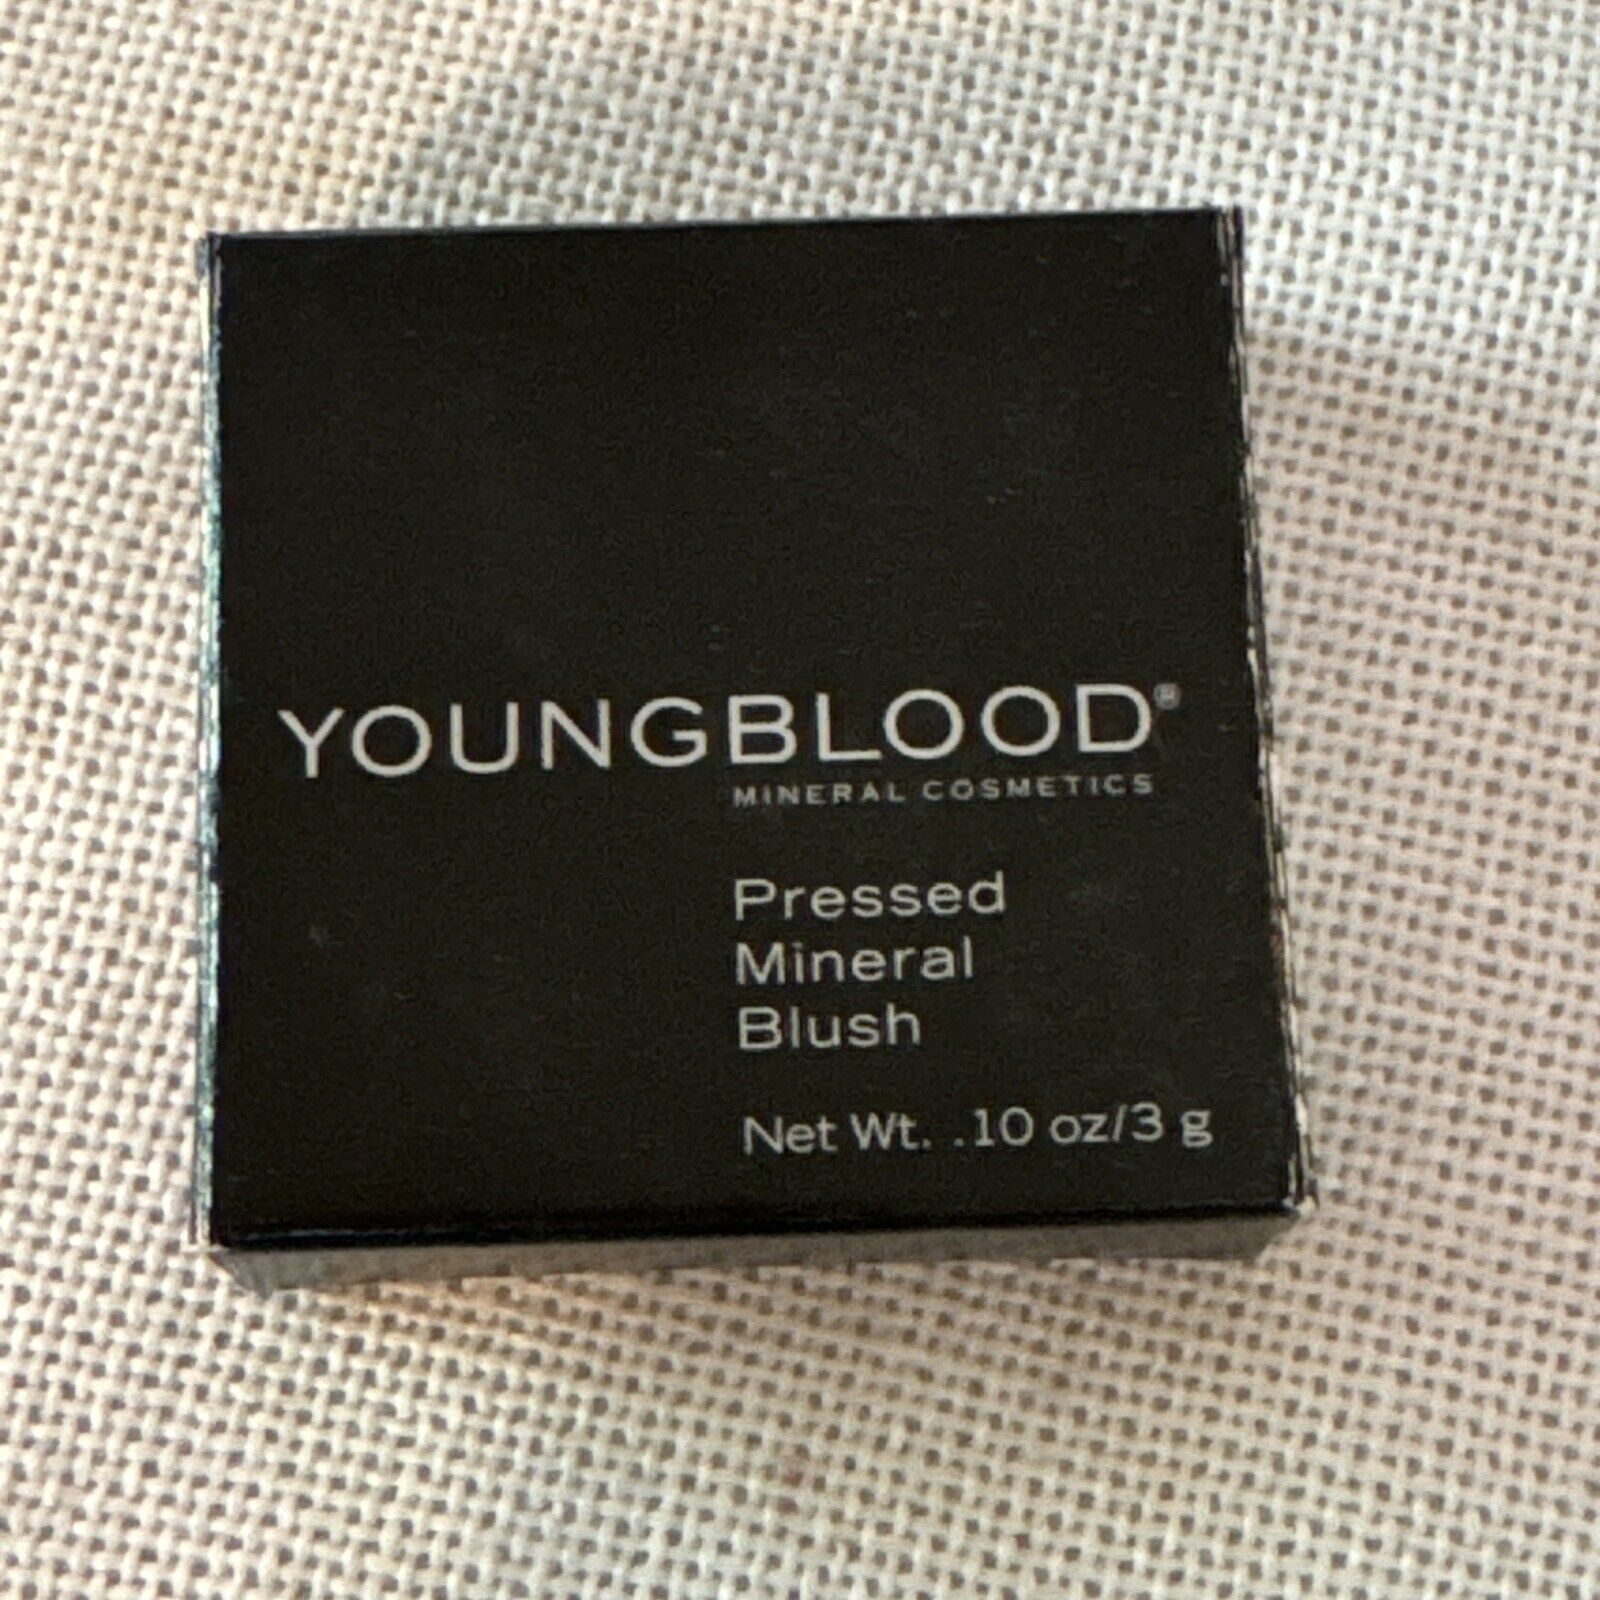 YOUNGBLOOD®
MINERAL COSMETICS
Pressed
Mineral
Blush
Net Wt. .10 oz/3 g